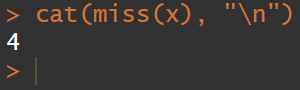 > cat(miss(x), "\n")
4
>